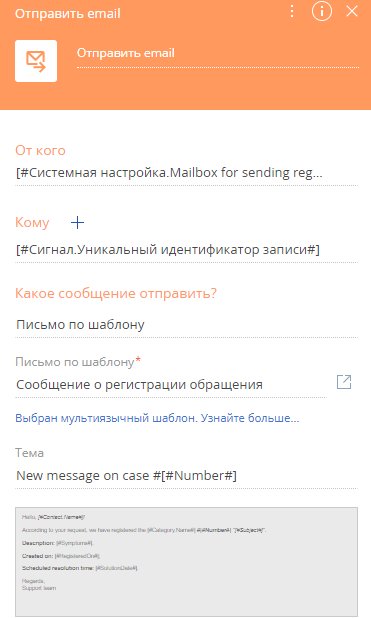 Отправить email
Отправить email
От кого
[#Системная настройка.Mailbox for sending reg...
Кому
[#Сигнал.Уникальный идентификатор записи#]
Какое сообщение отправить?
Письмо по шаблону
Письмо по шаблону*
Сообщение о регистрации обращения
Выбран мультиязычный шаблон. Узнайте больше...
Тема
New message on case #[#Number#]
Hello, [#Contact.Name#]!
According to your request, we have registered the [#Category.Name#] #[#Number#] "[#Subject#]".
Description: [#Symptoms#].
Created on: [#RegisteredOn#].
Scheduled resolution time: [#SolutionDate#].
Regards,
Support team